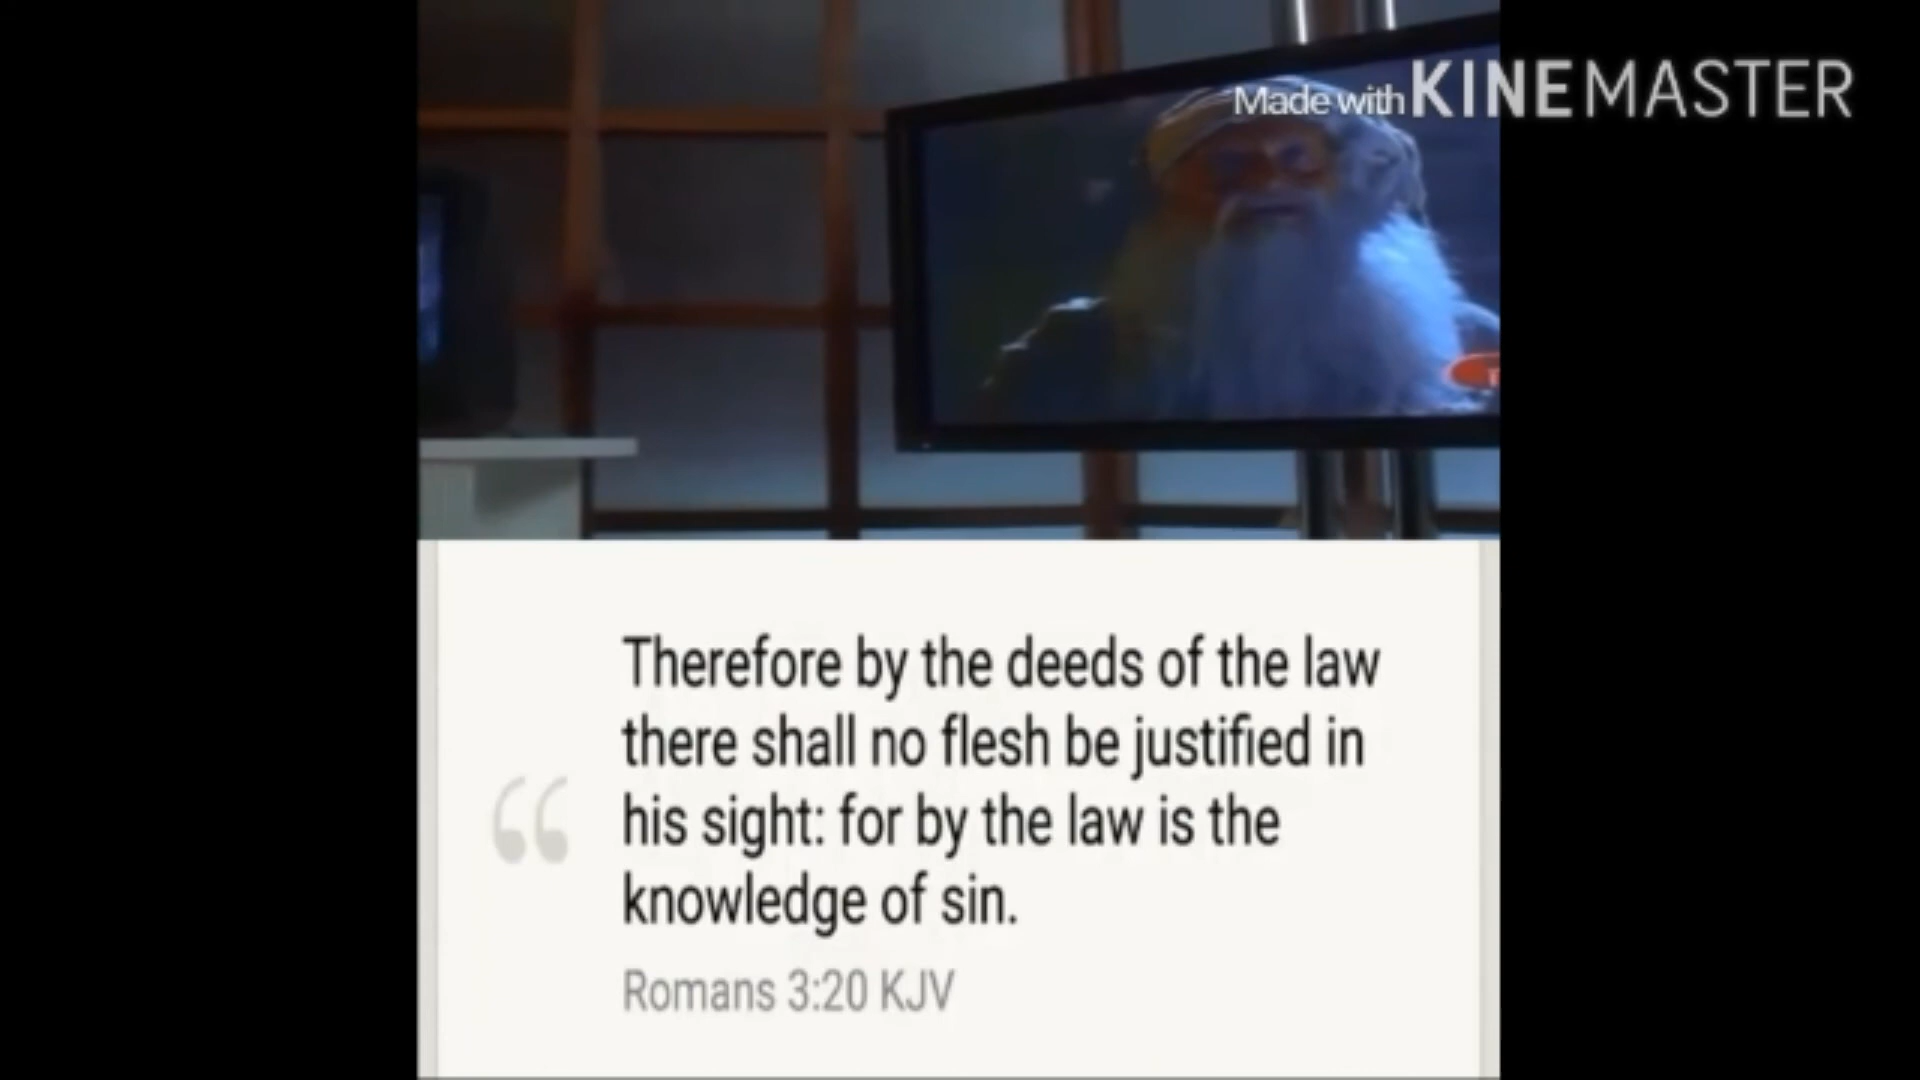 Made with KINEMASTER
Therefore by the deeds of the law
there shall no flesh be justified in
his sight: for by the law is the
knowledge of sin.
Romans 3:20 KJV